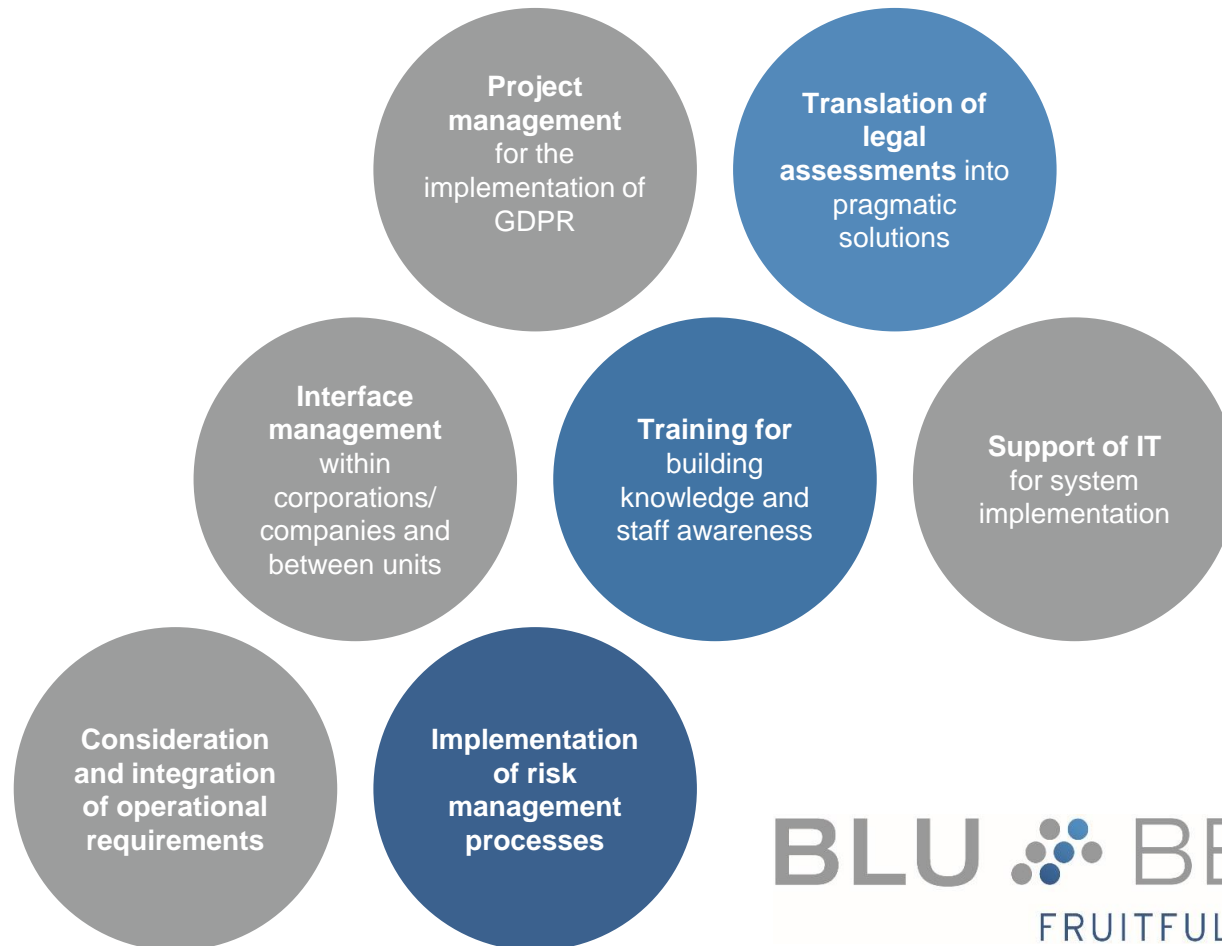 Project
management
for the
implementation of
GDPR
Translation of
legal
assessments into
pragmatic
solutions
Interface
management
within
corporations/
companies and
between units
Training for
building
knowledge and
staff awareness
Support of IT
for system
implementation
Consideration
and integration
of operational
requirements
Implementation
of risk
management
processes
BLU BE
FRUITFUL